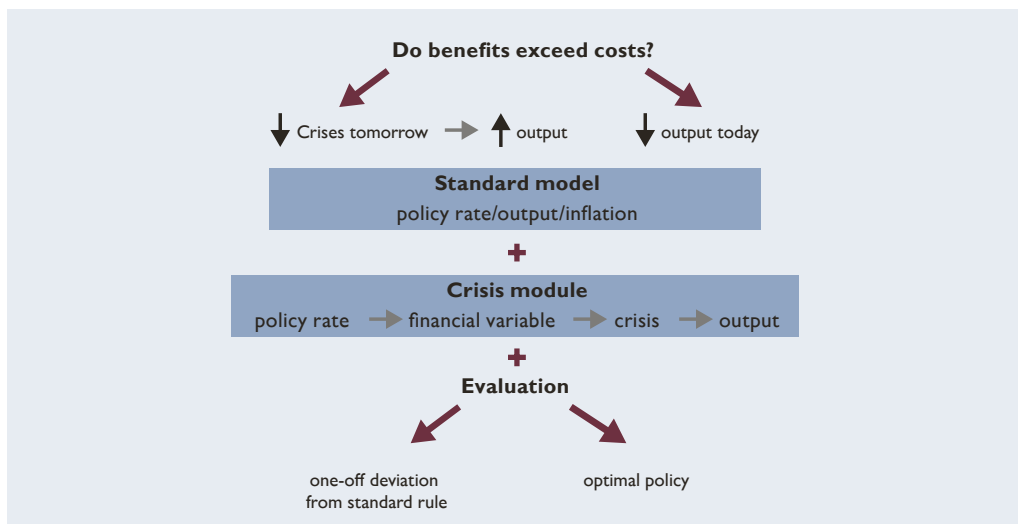 Do benefits exceed costs?
Crises tomorrow output output today
Standard model
policy rate/output/inflation
+
Crisis module
policy rate financial variable crisis output
+
Evaluation
one-off deviation optimal policy
from standard rule